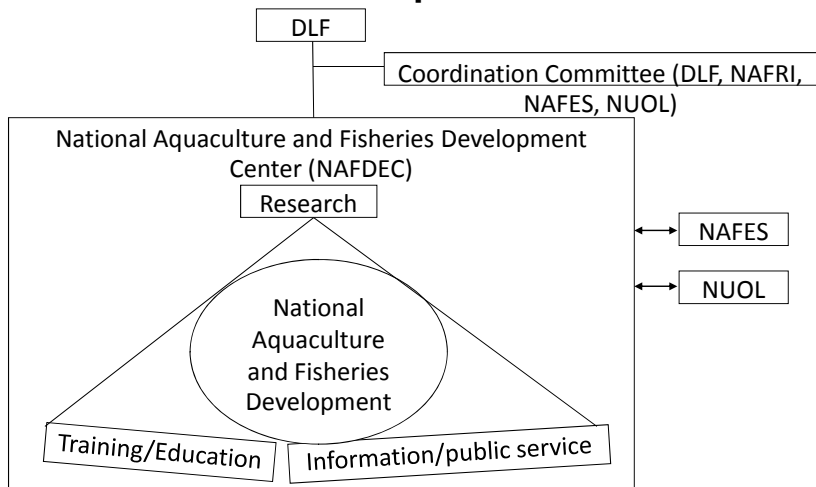 DLF
Coordination Committee (DLF, NAFRI,
NAFES, NUOL)
National Aquaculture and Fisheries Development
Center (NAFDEC)
Research
NAFES
NUOL
National
Aquaculture
and Fisheries
Development
Training/Education
Information/public service